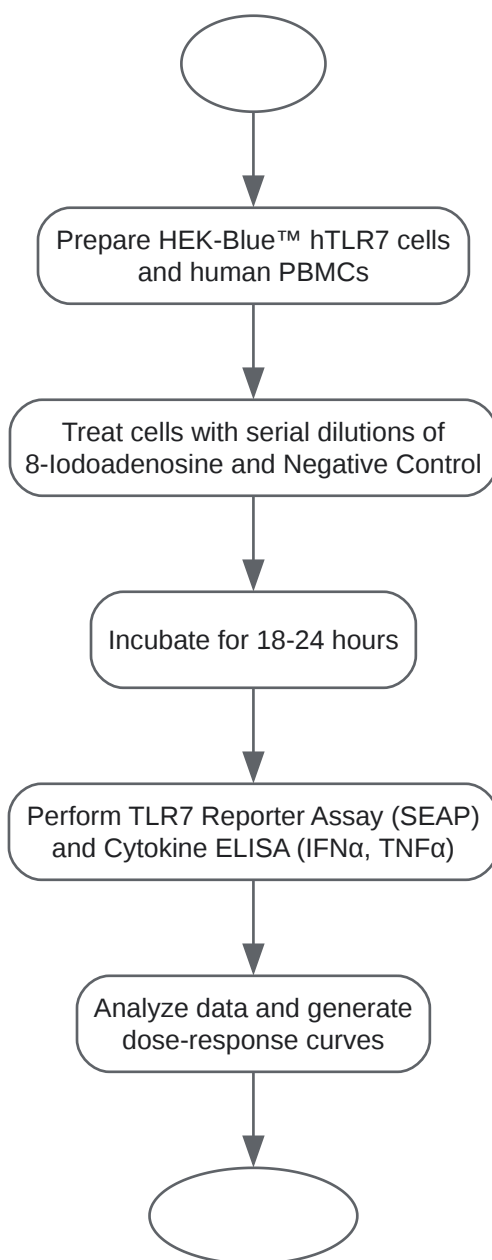 Prepare HEK-Blue™ hTLR7 cells
and human PBMCs
Treat cells with serial dilutions of
8-Iodoadenosine and Negative Control
Incubate for 18-24 hours
Perform TLR7 Reporter Assay (SEAP)
and Cytokine ELISA (IFNα, TNFα)
Analyze data and generate
dose-response curves